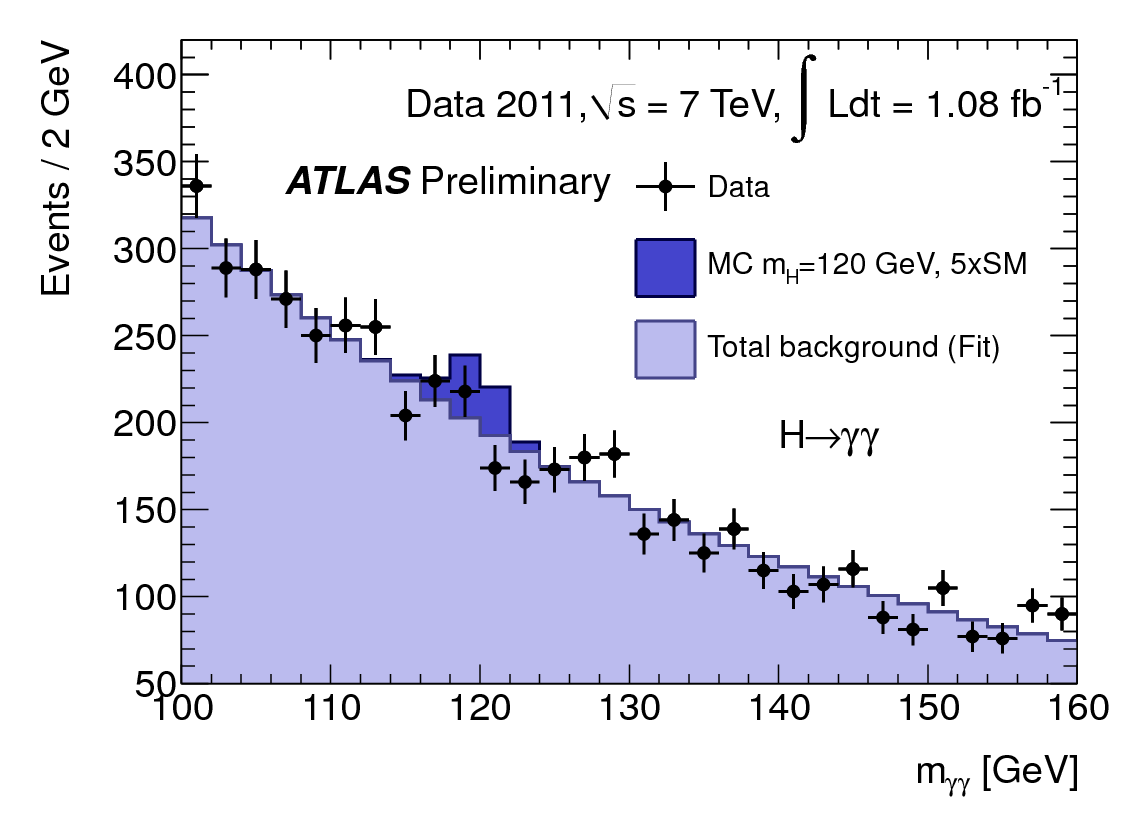 Events / 2 GeV
400
350
300
250
200
150
100
50
Data 2011, √s = 7 TeV, ∫ Ldt = 1.08 fb⁻¹
ATLAS Preliminary
Data
MC m_H=120 GeV, 5xSM
Total background (Fit)
H→γγ
100 110 120 130 140 150 160
m_γγ [GeV]